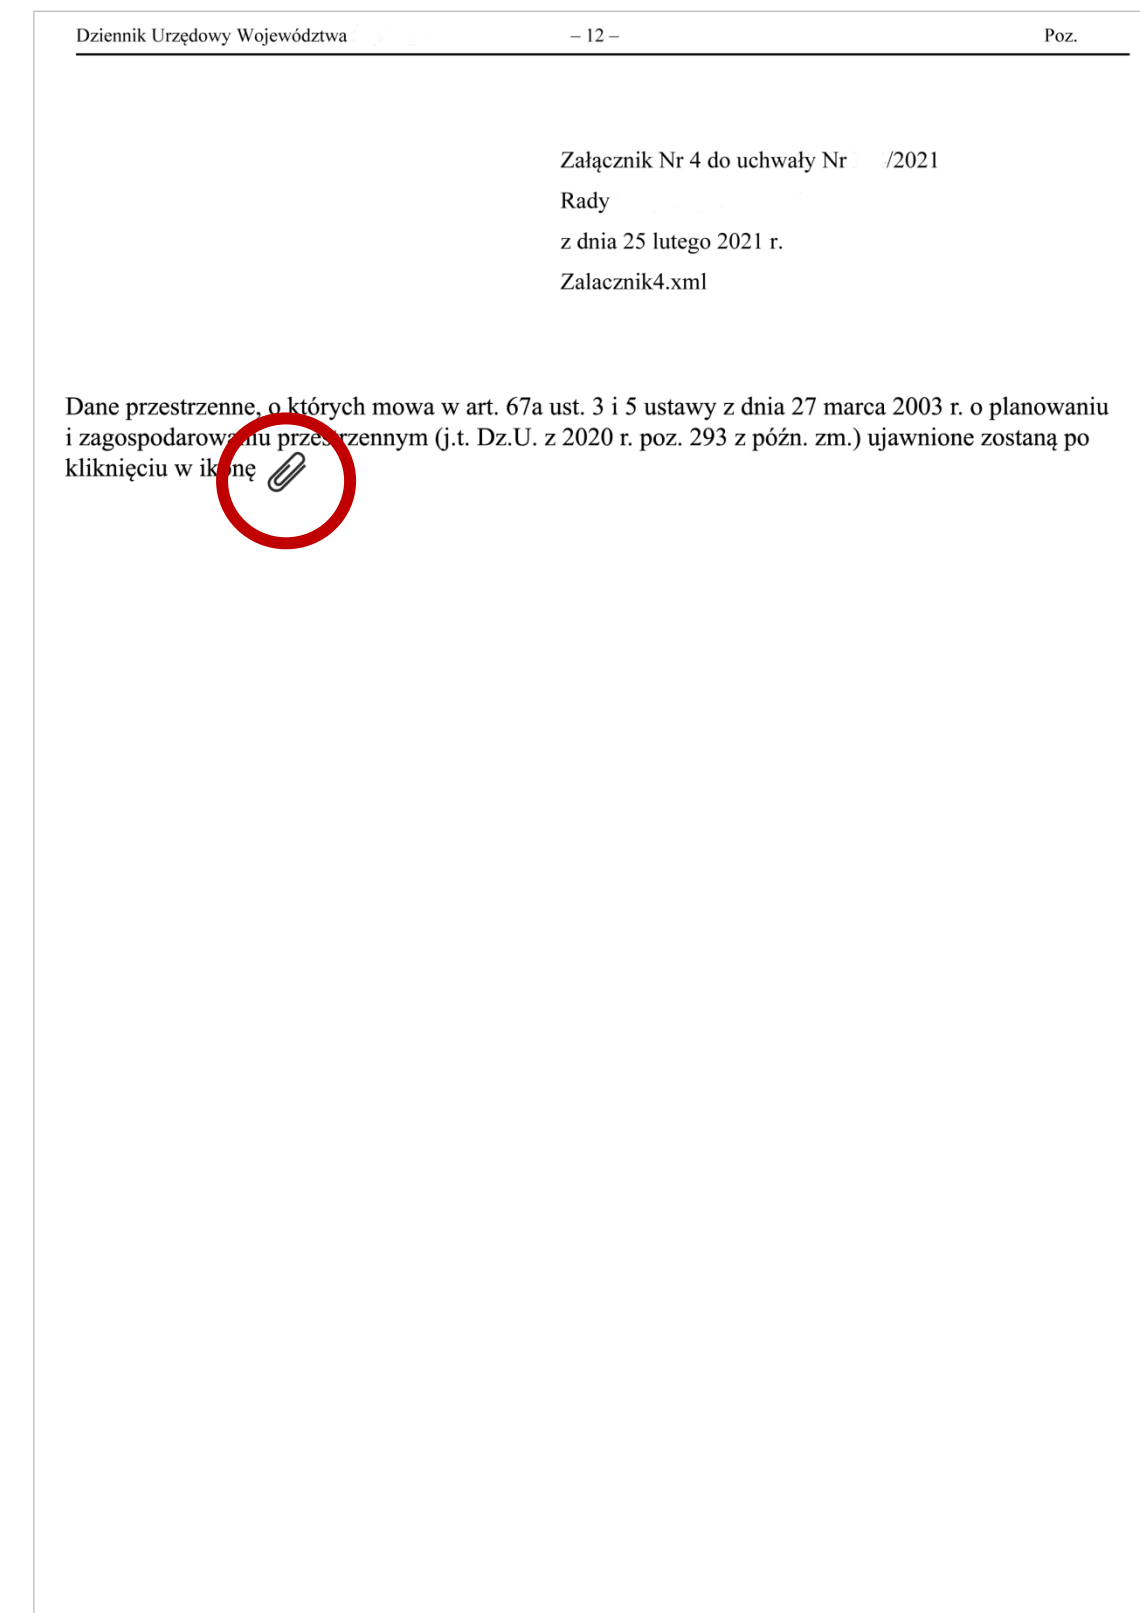 Dziennik Urzędowy Województwa – 12 – Poz.
Załącznik Nr 4 do uchwały Nr /2021
Rady
z dnia 25 lutego 2021 r.
Zalacznik4.xml
Dane przestrzenne, o których mowa w art. 67a ust. 3 i 5 ustawy z dnia 27 marca 2003 r. o planowaniu
i zagospodarowaniu przestrzennym (j.t. Dz.U. z 2020 r. poz. 293 z późn. zm.) ujawnione zostaną po
kliknięciu w ikonę